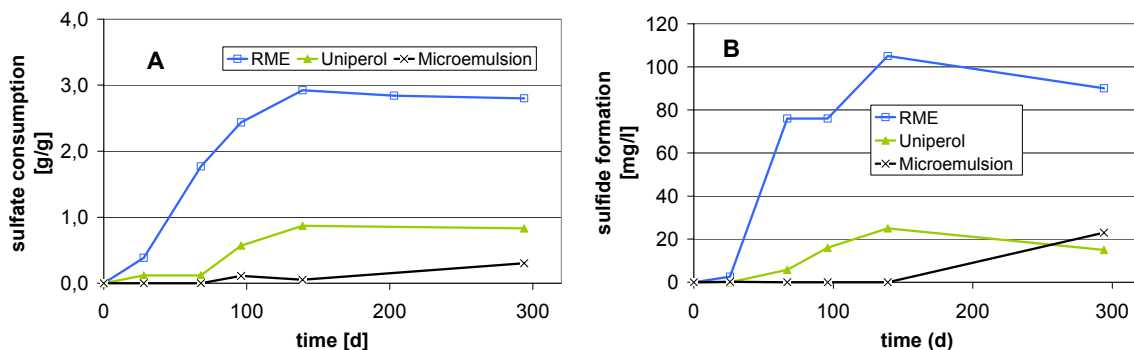 4,0
3,0
2,0
1,0
0,0
sulfate consumption
[g/g]
A
RME Uniperol Microemulsion
0 100 200 300
time [d]
120
100
80
60
40
20
0
sulfide formation
[mg/l]
B
RME
Uniperol
Microemulsion
0 100 200 300
time (d)